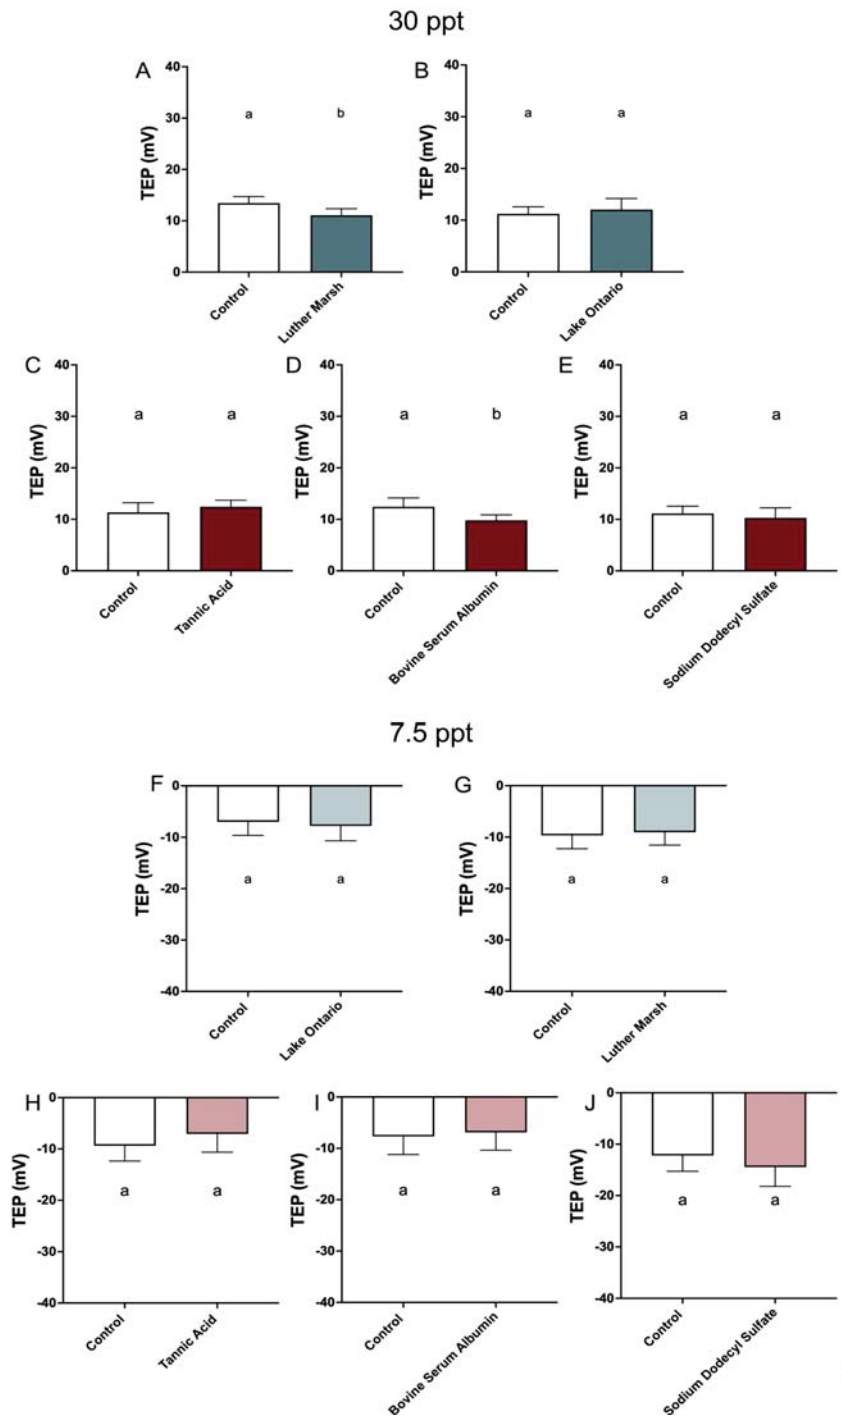 30 ppt
A
B
40
30
20
10
0
TEP (mV)
a
b
Control
Luther Marsh
40
30
20
10
0
TEP (mV)
a
a
Control
Lake Ontario
C
D
E
40
30
20
10
0
TEP (mV)
a
a
Control
Tannic Acid
40
30
20
10
0
TEP (mV)
a
b
Control
Bovine Serum Albumin
40
30
20
10
0
TEP (mV)
a
a
Control
Sodium Dodecyl Sulfate
7.5 ppt
F
G
0
-10
-20
-30
-40
TEP (mV)
a
a
Control
Lake Ontario
0
-10
-20
-30
-40
TEP (mV)
a
a
Control
Luther Marsh
H
I
J
0
-10
-20
-30
-40
TEP (mV)
a
a
Control
Tannic Acid
0
-10
-20
-30
-40
TEP (mV)
a
a
Control
Bovine Serum Albumin
0
-10
-20
-30
-40
TEP (mV)
a
a
Control
Sodium Dodecyl Sulfate